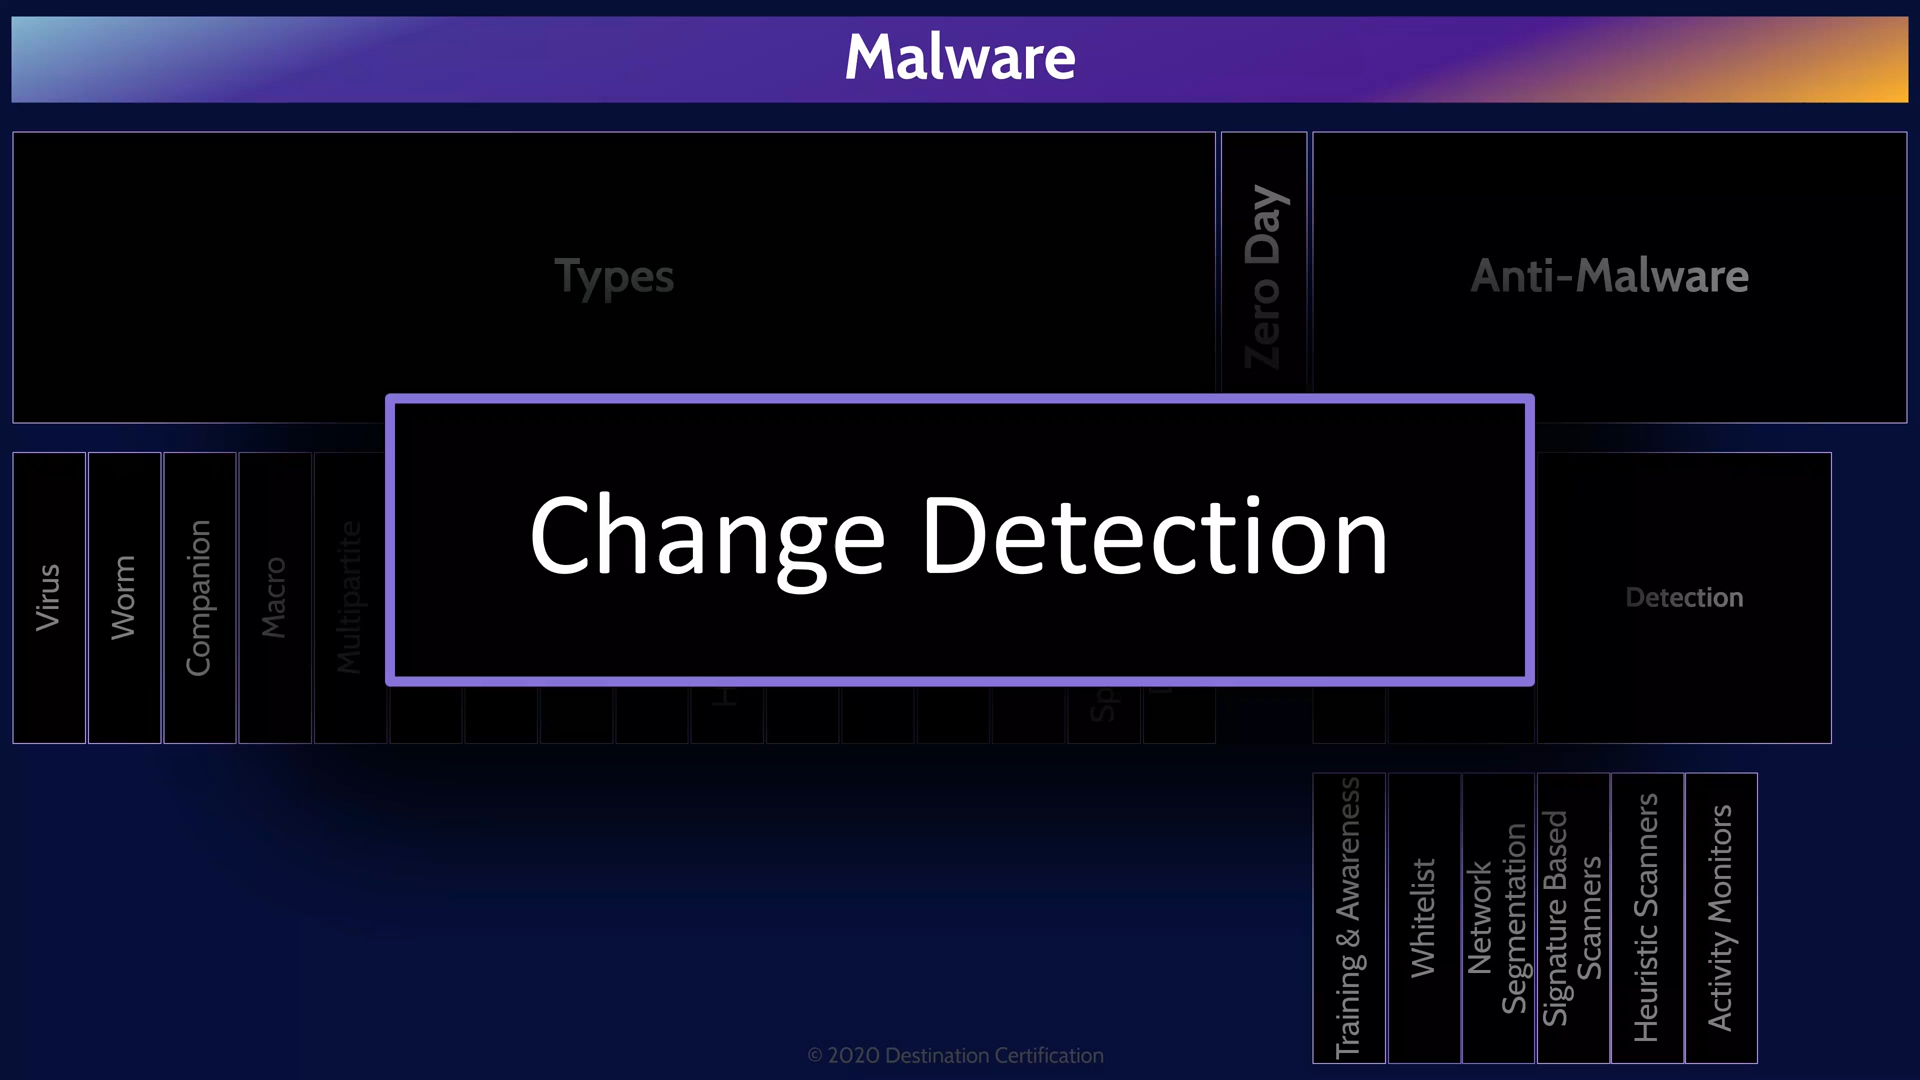 Malware
Types
Zero Day
Anti-Malware
Change Detection
Virus
Worm
Companion
Macro
Multipartite
Detection
Training & Awareness
Whitelist
Network
Segmentation
Signature Based
Scanners
Heuristic Scanners
Activity Monitors
© 2020 Destination Certification